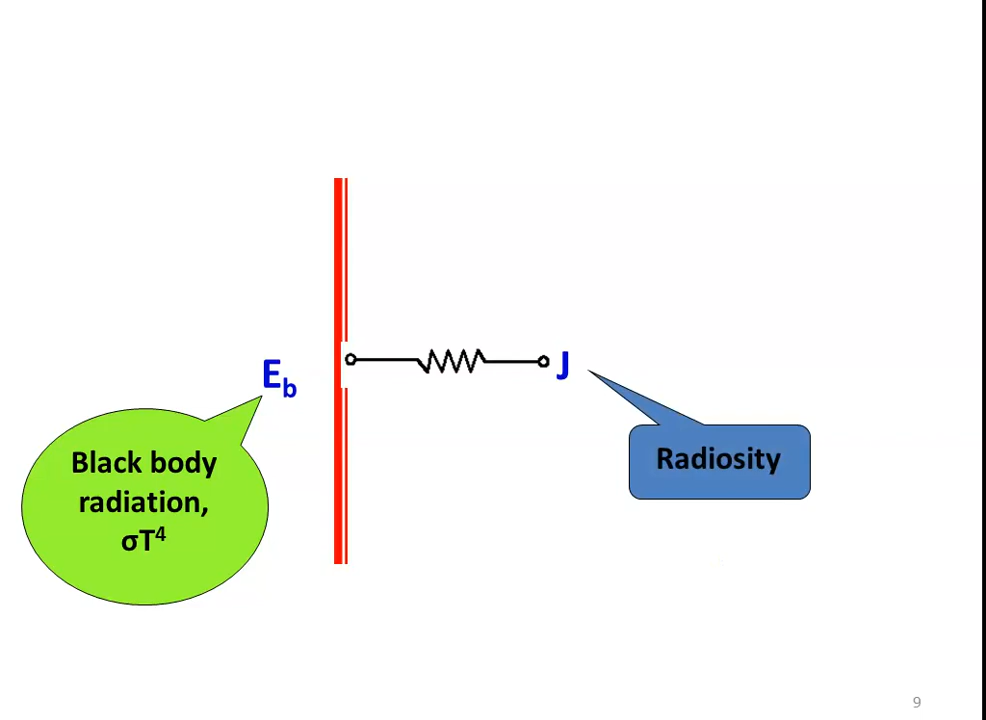 E_b
J
Black body
radiation,
σT⁴
Radiosity
9